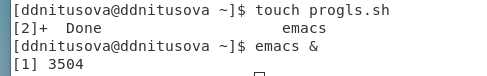 [ddnitusova@ddnitusova ~]$ touch progls.sh
[2]+  Done                    emacs
[ddnitusova@ddnitusova ~]$ emacs &
[1] 3504